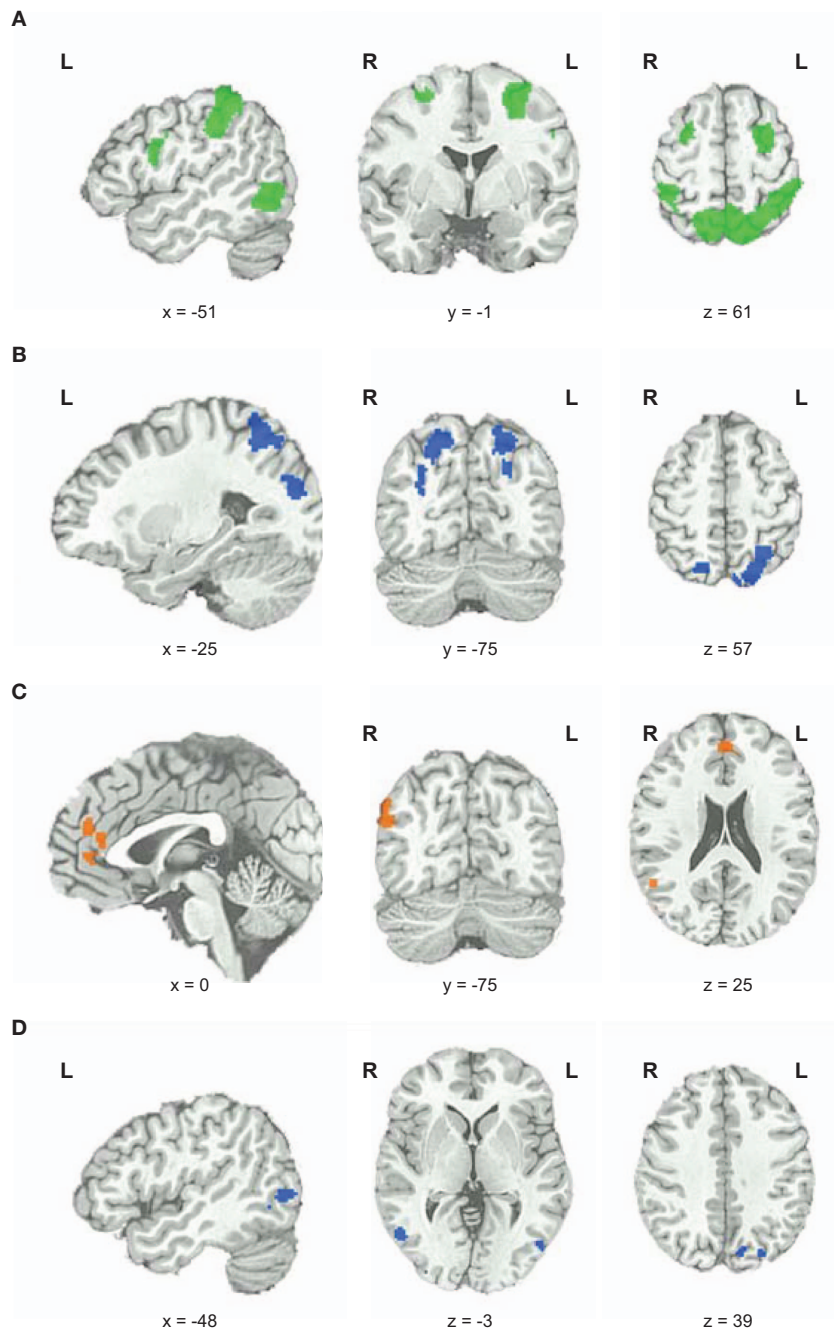 A
L R L R L
x = -51 y = -1 z = 61
B
L R L R L
x = -25 y = -75 z = 57
C
R L R L
x = 0 y = -75 z = 25
D
L R L R L
x = -48 z = -3 z = 39